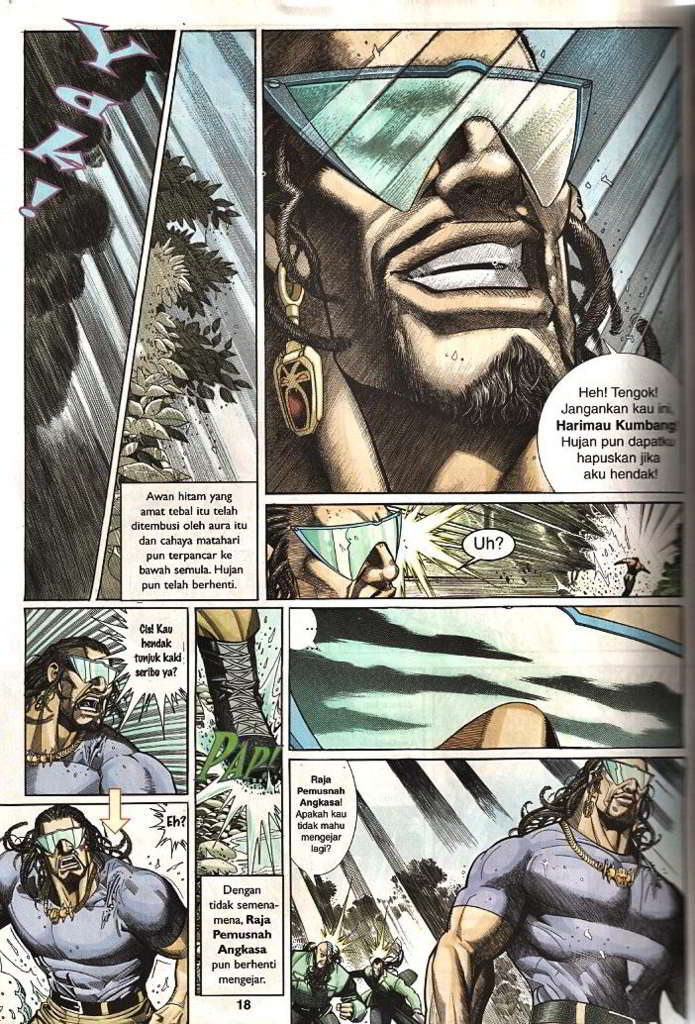 ZAP!
Heh! Tengok!
Jangankan kau ini,
Harimau Kumbang
Hujan pun dapat
hapuskan jika
aku hendak!
Awan hitam yang
amat tebal itu telah
ditembusi oleh aura itu
dan cahaya matahari
pun terpancar ke
bawah semula. Hujan
pun telah berhenti.
Uh?
Cis! Kau
hendak
tunjuk kaki
seribu ya?
PAP!
Eh?
Dengan
tidak semena-
mena, Raja
Pemusnah
Angkasa
pun berhenti
mengejar.
Raja
Pemusnah
Angkasa!
Apakah kau
tidak mahu
mengejar
lagi?
18